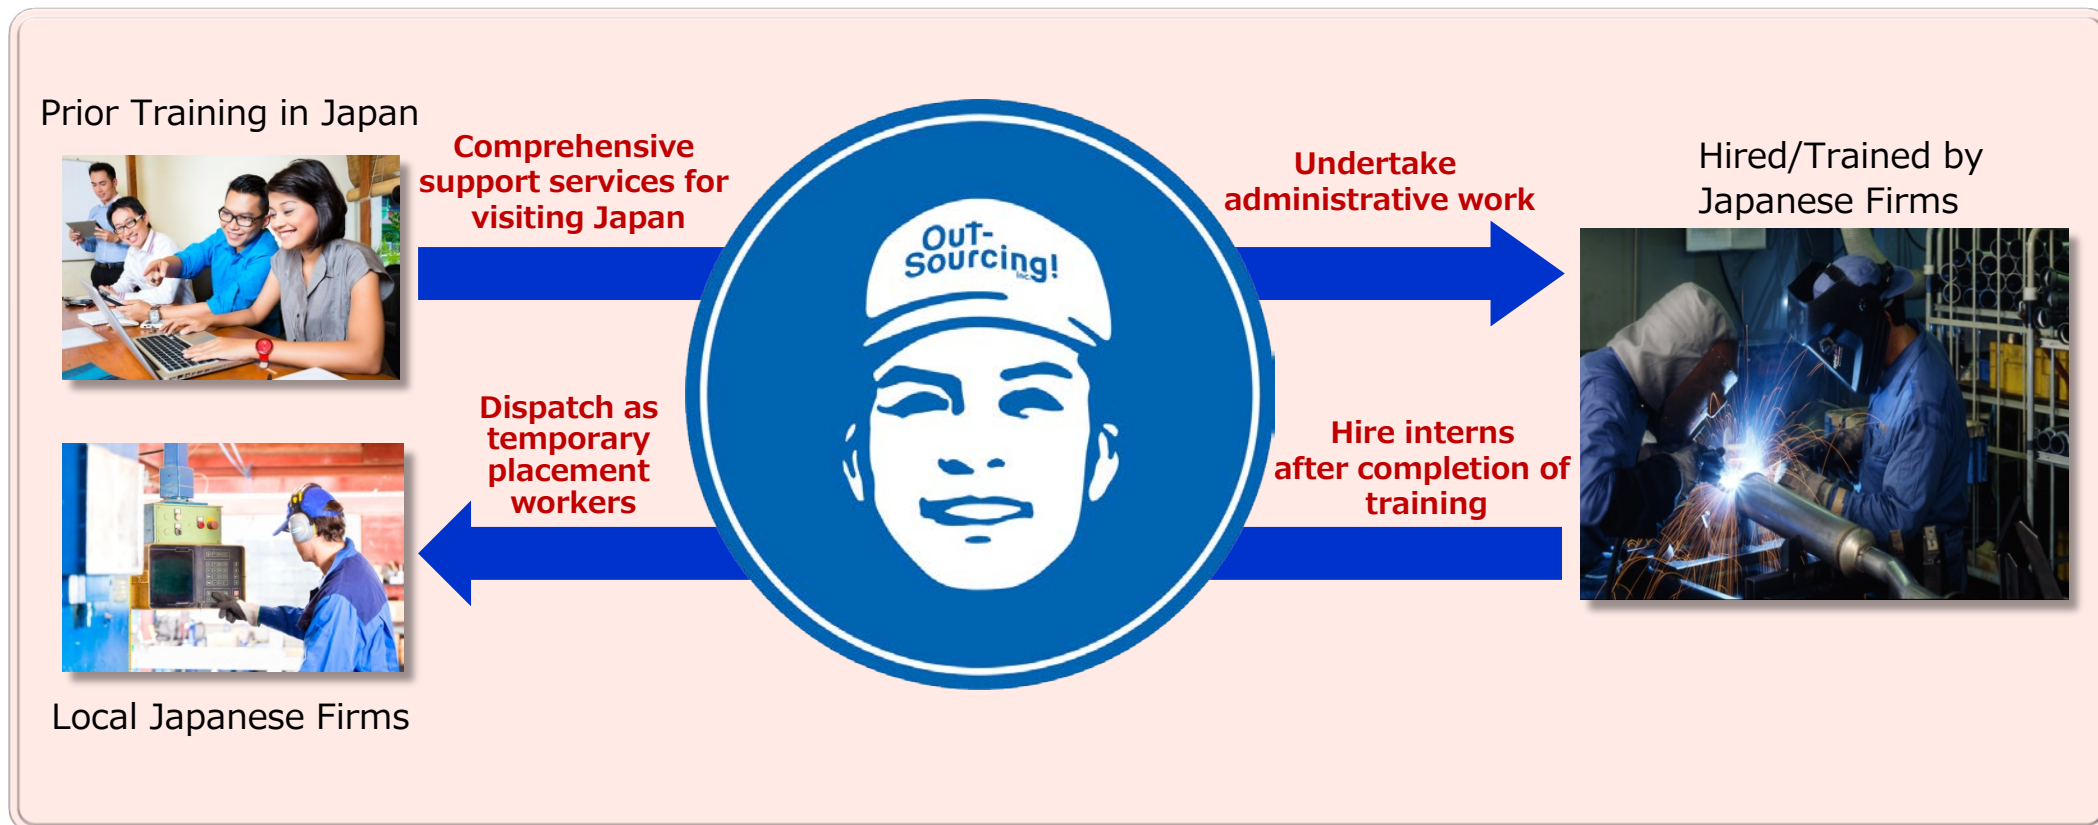 Prior Training in Japan
Comprehensive
support services for
visiting Japan
Out-
Sourcing!
Inc.
Undertake
administrative work
Hired/Trained by
Japanese Firms
Dispatch as
temporary
placement
workers
Hire interns
after completion of
training
Local Japanese Firms